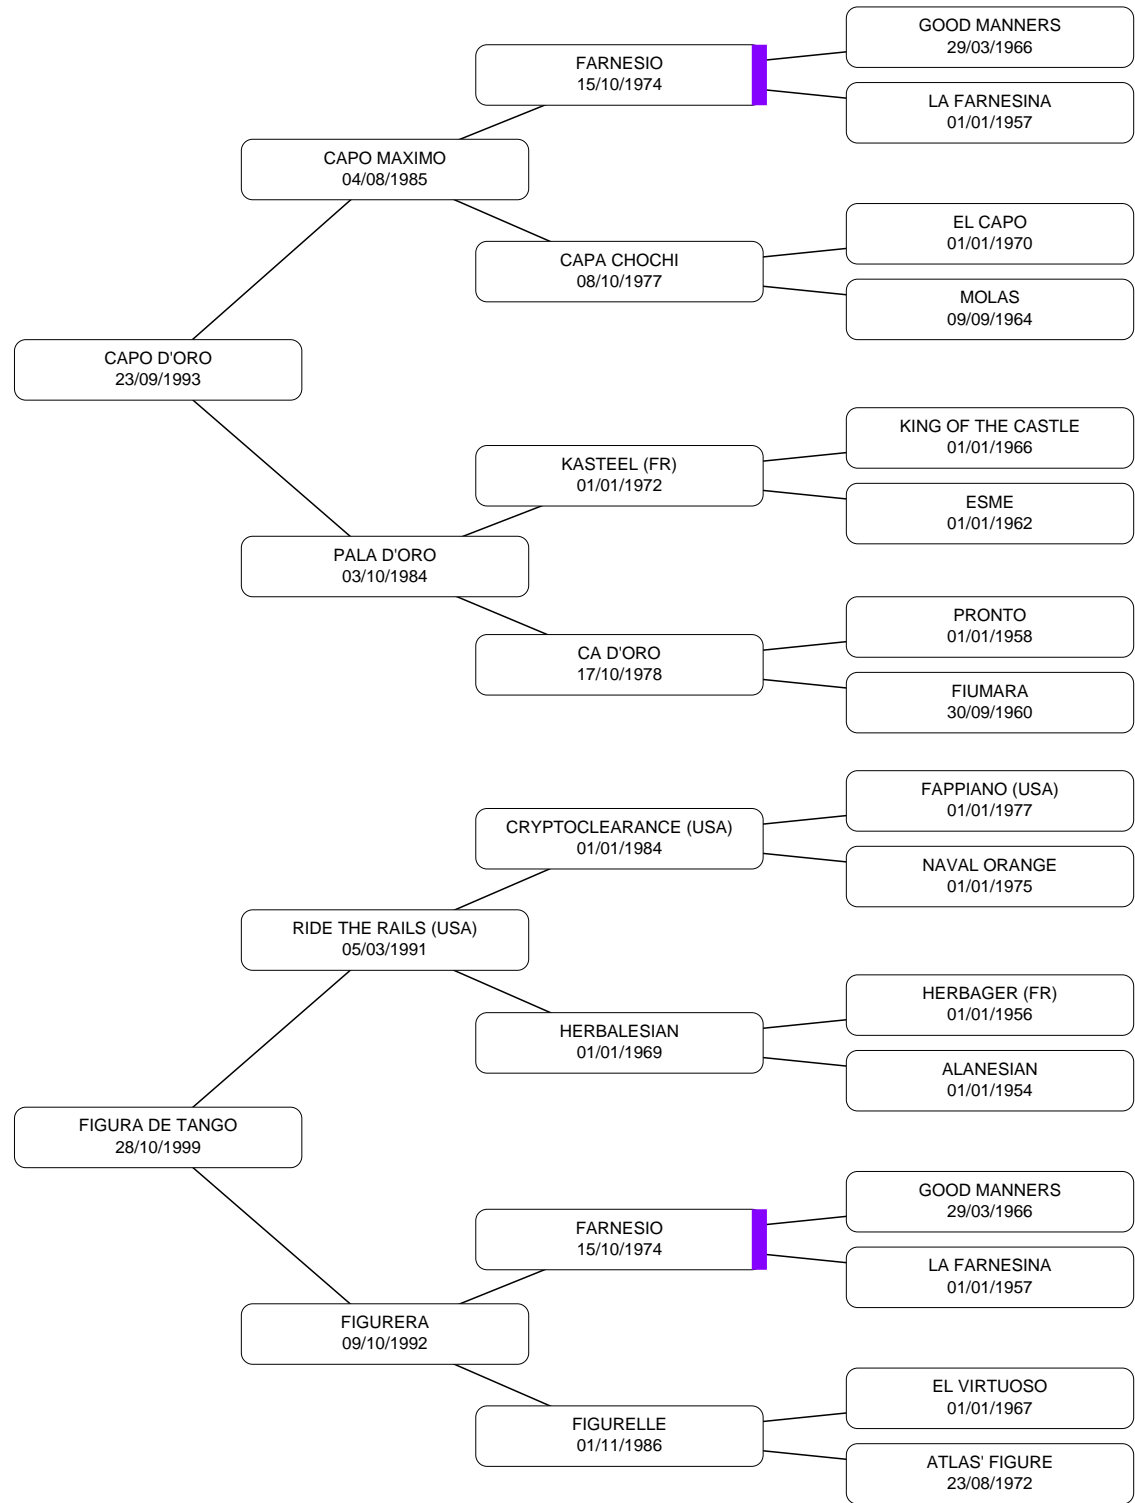 GOOD MANNERS
29/03/1966
FARNESIO
15/10/1974
LA FARNESINA
01/01/1957
CAPO MAXIMO
04/08/1985
EL CAPO
01/01/1970
CAPA CHOCHI
08/10/1977
MOLAS
09/09/1964
CAPO D'ORO
23/09/1993
KING OF THE CASTLE
01/01/1966
KASTEEL (FR)
01/01/1972
ESME
01/01/1962
PALA D'ORO
03/10/1984
PRONTO
01/01/1958
CA D'ORO
17/10/1978
FIUMARA
30/09/1960
FAPPIANO (USA)
01/01/1977
CRYPTOCLEARANCE (USA)
01/01/1984
NAVAL ORANGE
01/01/1975
RIDE THE RAILS (USA)
05/03/1991
HERBAGER (FR)
01/01/1956
HERBALESIAN
01/01/1969
ALANESIAN
01/01/1954
FIGURA DE TANGO
28/10/1999
GOOD MANNERS
29/03/1966
FARNESIO
15/10/1974
LA FARNESINA
01/01/1957
FIGURERA
09/10/1992
EL VIRTUOSO
01/01/1967
FIGURELLE
01/11/1986
ATLAS' FIGURE
23/08/1972